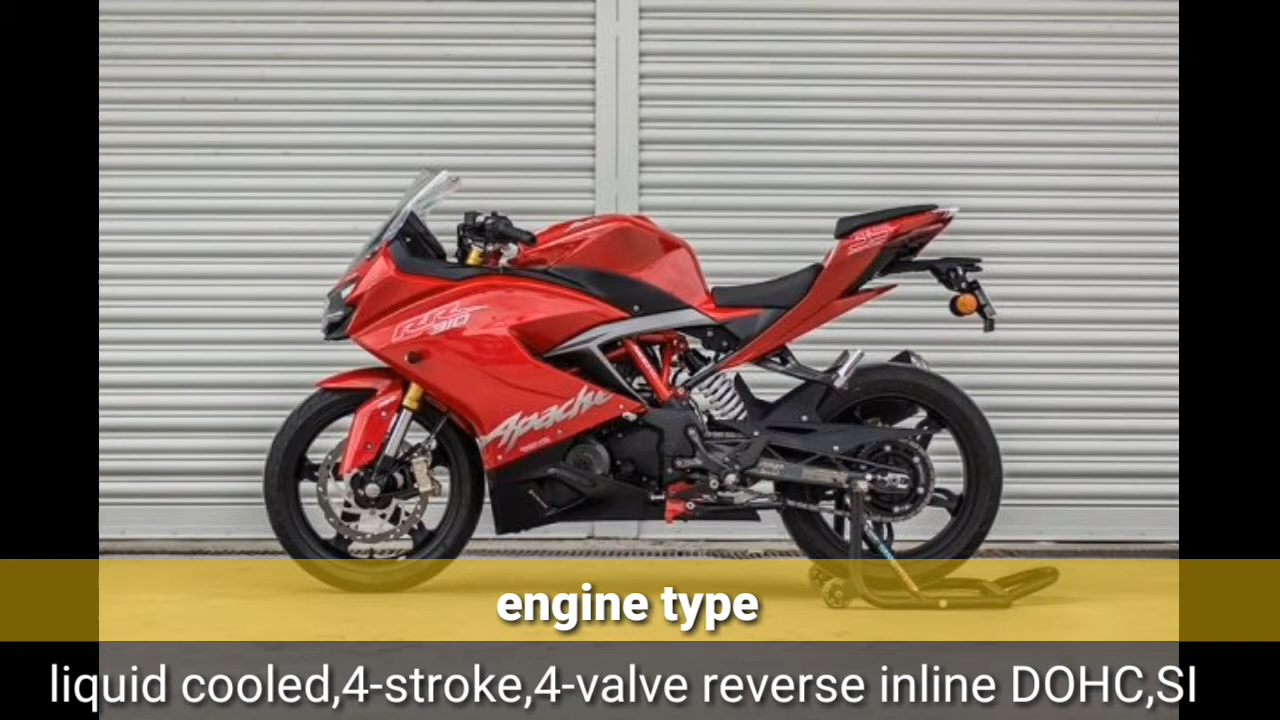 RR
310
Apache
engine type
liquid cooled,4-stroke,4-valve reverse inline DOHC,SI